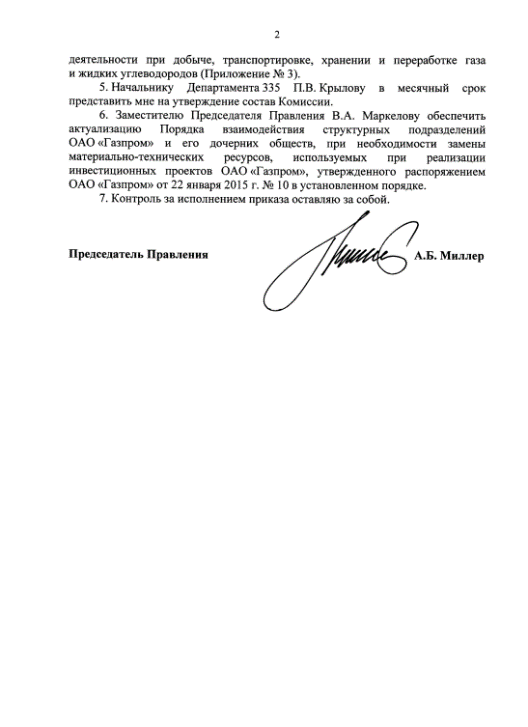 2
деятельности при добыче, транспортировке, хранении и переработке газа
и жидких углеводородов (Приложение № 3).
5. Начальнику Департамента 335 П.В. Крылову в месячный срок
представить мне на утверждение состав Комиссии.
6. Заместителю Председателя Правления В.А. Маркелову обеспечить
актуализацию Порядка взаимодействия структурных подразделений
ОАО «Газпром» и его дочерних обществ, при необходимости замены
материально-технических ресурсов, используемых при реализации
инвестиционных проектов ОАО «Газпром», утвержденного распоряжением
ОАО «Газпром» от 22 января 2015 г. № 10 в установленном порядке.
7. Контроль за исполнением приказа оставляю за собой.
Председатель Правления А.Б. Миллер